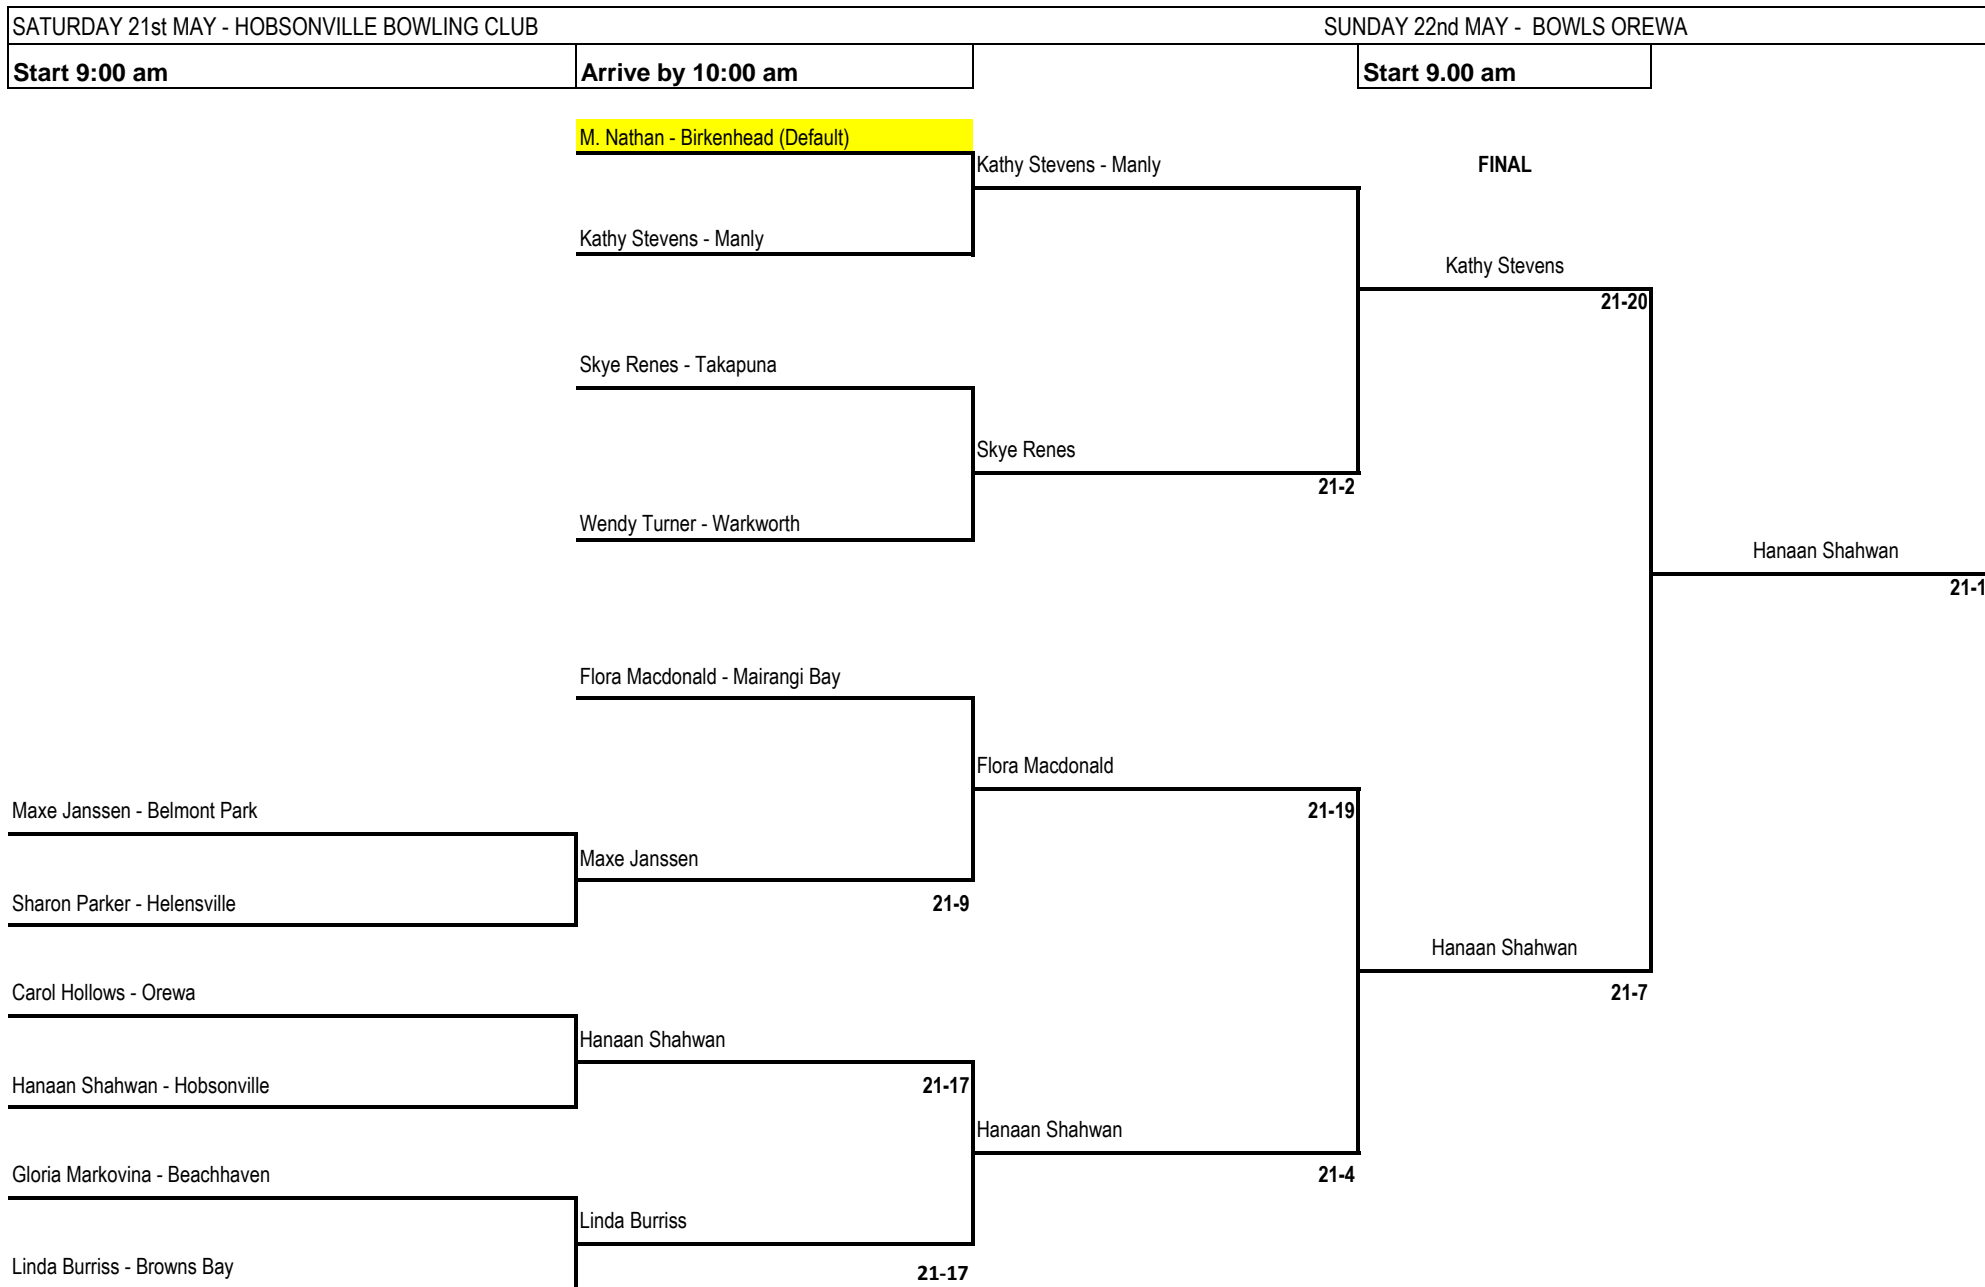 SATURDAY 21st MAY - HOBSONVILLE BOWLING CLUB
SUNDAY 22nd MAY - BOWLS OREWA
Start 9:00 am
Arrive by 10:00 am
Start 9.00 am
M. Nathan - Birkenhead (Default)
Kathy Stevens - Manly
FINAL
Kathy Stevens - Manly
Kathy Stevens
21-20
Skye Renes - Takapuna
Skye Renes
21-2
Wendy Turner - Warkworth
Hanaan Shahwan
21-1
Flora Macdonald - Mairangi Bay
Flora Macdonald
21-19
Maxe Janssen - Belmont Park
Maxe Janssen
21-9
Sharon Parker - Helensville
Hanaan Shahwan
21-7
Carol Hollows - Orewa
Hanaan Shahwan
21-17
Hanaan Shahwan - Hobsonville
Hanaan Shahwan
21-4
Gloria Markovina - Beachhaven
Linda Burriss
21-17
Linda Burriss - Browns Bay